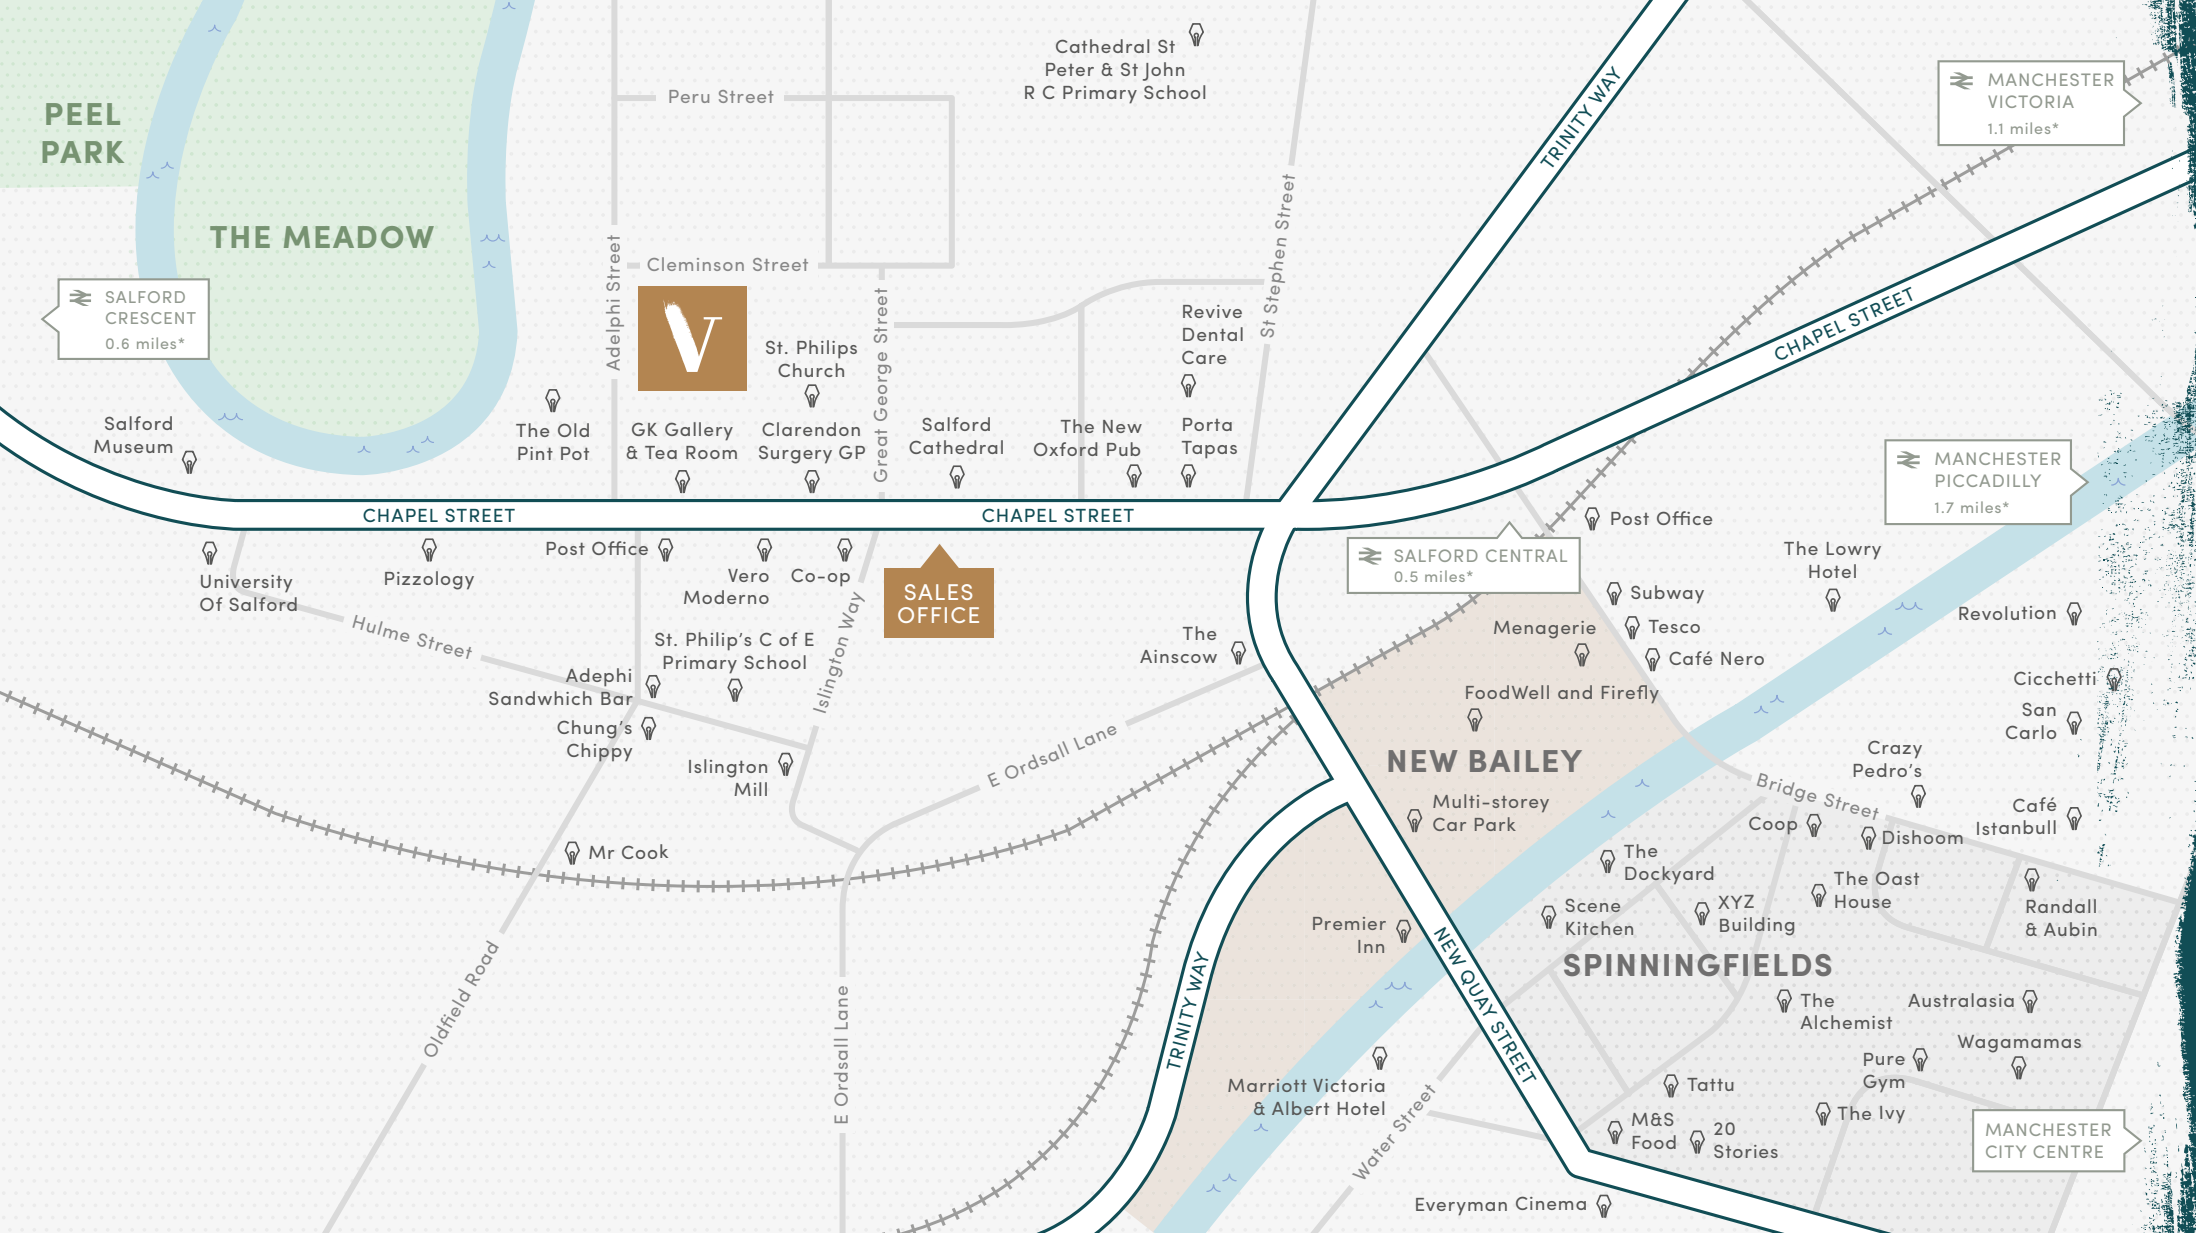 Cathedral St
Peter & St John
R C Primary School
PEEL
PARK
Peru Street
TRINITY WAY
MANCHESTER
VICTORIA
1.1 miles*
THE MEADOW
Cleminson Street
Adelphi Street
St Stephen Street
SALFORD
CRESCENT
0.6 miles*
V
St. Philips
Church
Great George Street
Revive
Dental
Care
CHAPEL STREET
Salford
Museum
The Old
Pint Pot
GK Gallery
& Tea Room
Clarendon
Surgery GP
Salford
Cathedral
The New
Oxford Pub
Porta
Tapas
MANCHESTER
PICCADILLY
1.7 miles*
CHAPEL STREET
CHAPEL STREET
Post Office
University
Of Salford
Pizzology
Post Office
Vero
Moderno
Co-op
SALES
OFFICE
SALFORD CENTRAL
0.5 miles*
The Lowry
Hotel
Subway
Tesco
Café Nero
Revolution
Hulme Street
St. Philip's C of E
Primary School
Islington Way
The
Ainscow
Menagerie
FoodWell and Firefly
Cicchetti
San
Carlo
Adephi
Sandwhich Bar
Chung's
Chippy
Islington
Mill
E Ordsall Lane
NEW BAILEY
Multi-storey
Car Park
Crazy
Pedro's
Bridge Street
Café
Istanbull
Coop
Dishoom
Mr Cook
The
Dockyard
The Oast
House
Randall
& Aubin
Scene
Kitchen
XYZ
Building
Premier
Inn
SPINNINGFIELDS
Oldfield Road
E Ordsall Lane
TRINITY WAY
NEW QUAY STREET
The
Alchemist
Australasia
Wagamamas
Pure
Gym
Marriott Victoria
& Albert Hotel
Water Street
Tattu
The Ivy
M&S
Food
20
Stories
MANCHESTER
CITY CENTRE
Everyman Cinema